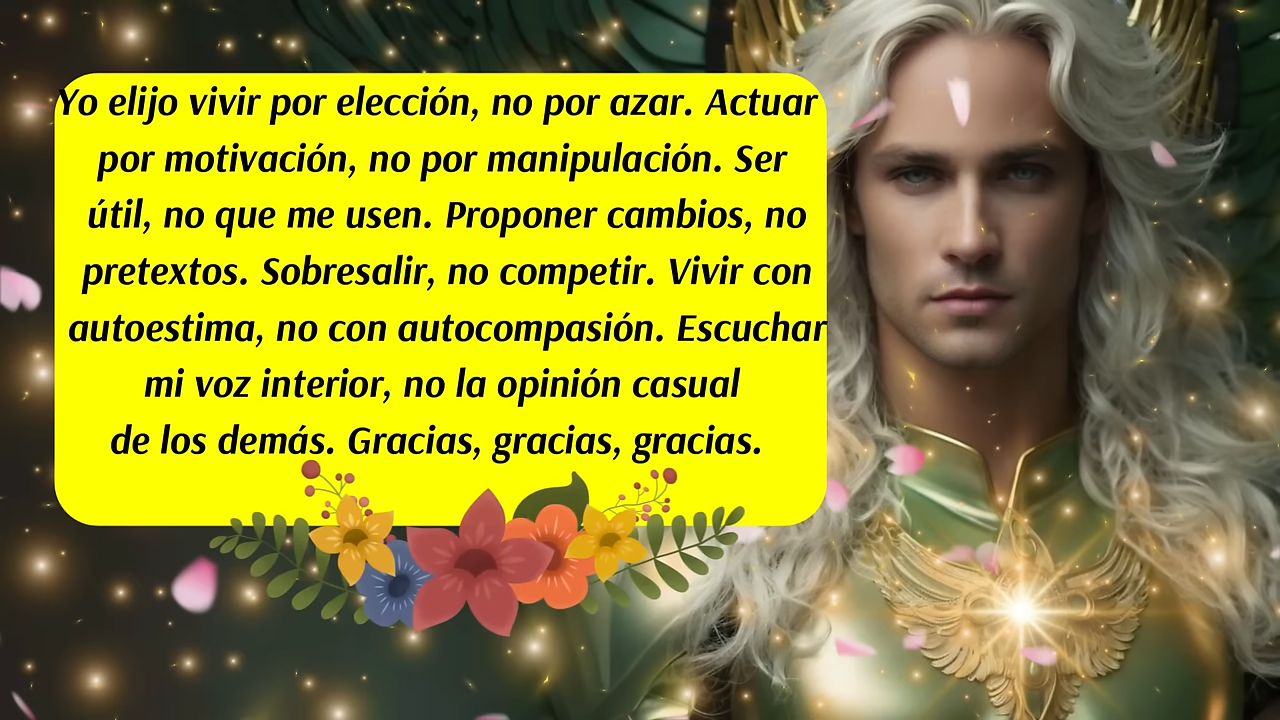 Yo elijo vivir por elección, no por azar. Actuar
por motivación, no por manipulación. Ser
útil, no que me usen. Proponer cambios, no
pretextos. Sobresalir, no competir. Vivir con
autoestima, no con autocompasión. Escuchar
mi voz interior, no la opinión casual
de los demás. Gracias, gracias, gracias.